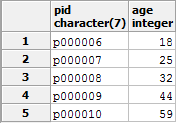 pid age
character(7) integer
1 p000006 18
2 p000007 25
3 p000008 32
4 p000009 44
5 p000010 59